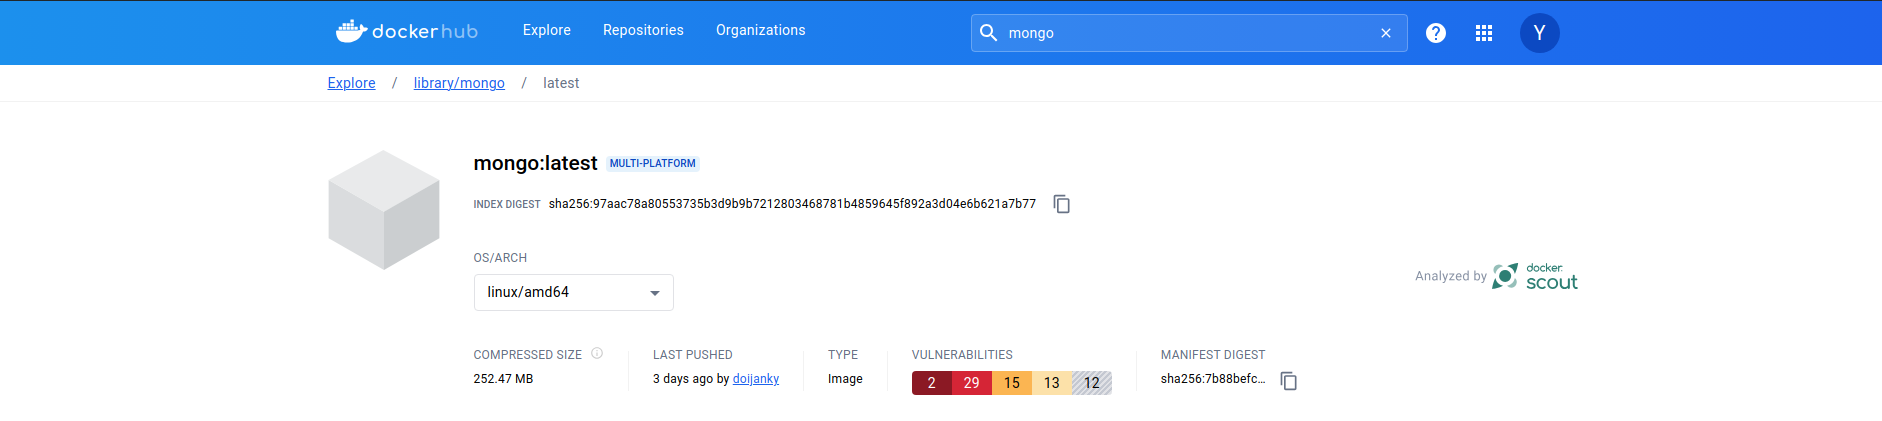 docker hub Explore Repositories Organizations mongo Y
Explore / library/mongo / latest
mongo:latest MULTI-PLATFORM
INDEX DIGEST sha256:97aac78a80553735b3d9b9b7212803468781b4859645f892a3d04e6b621a7b77
OS/ARCH
linux/amd64
Analyzed by docker scout
COMPRESSED SIZE LAST PUSHED TYPE VULNERABILITIES MANIFEST DIGEST
252.47 MB 3 days ago by doijanky Image 2 29 15 13 12 sha256:7b88befc...